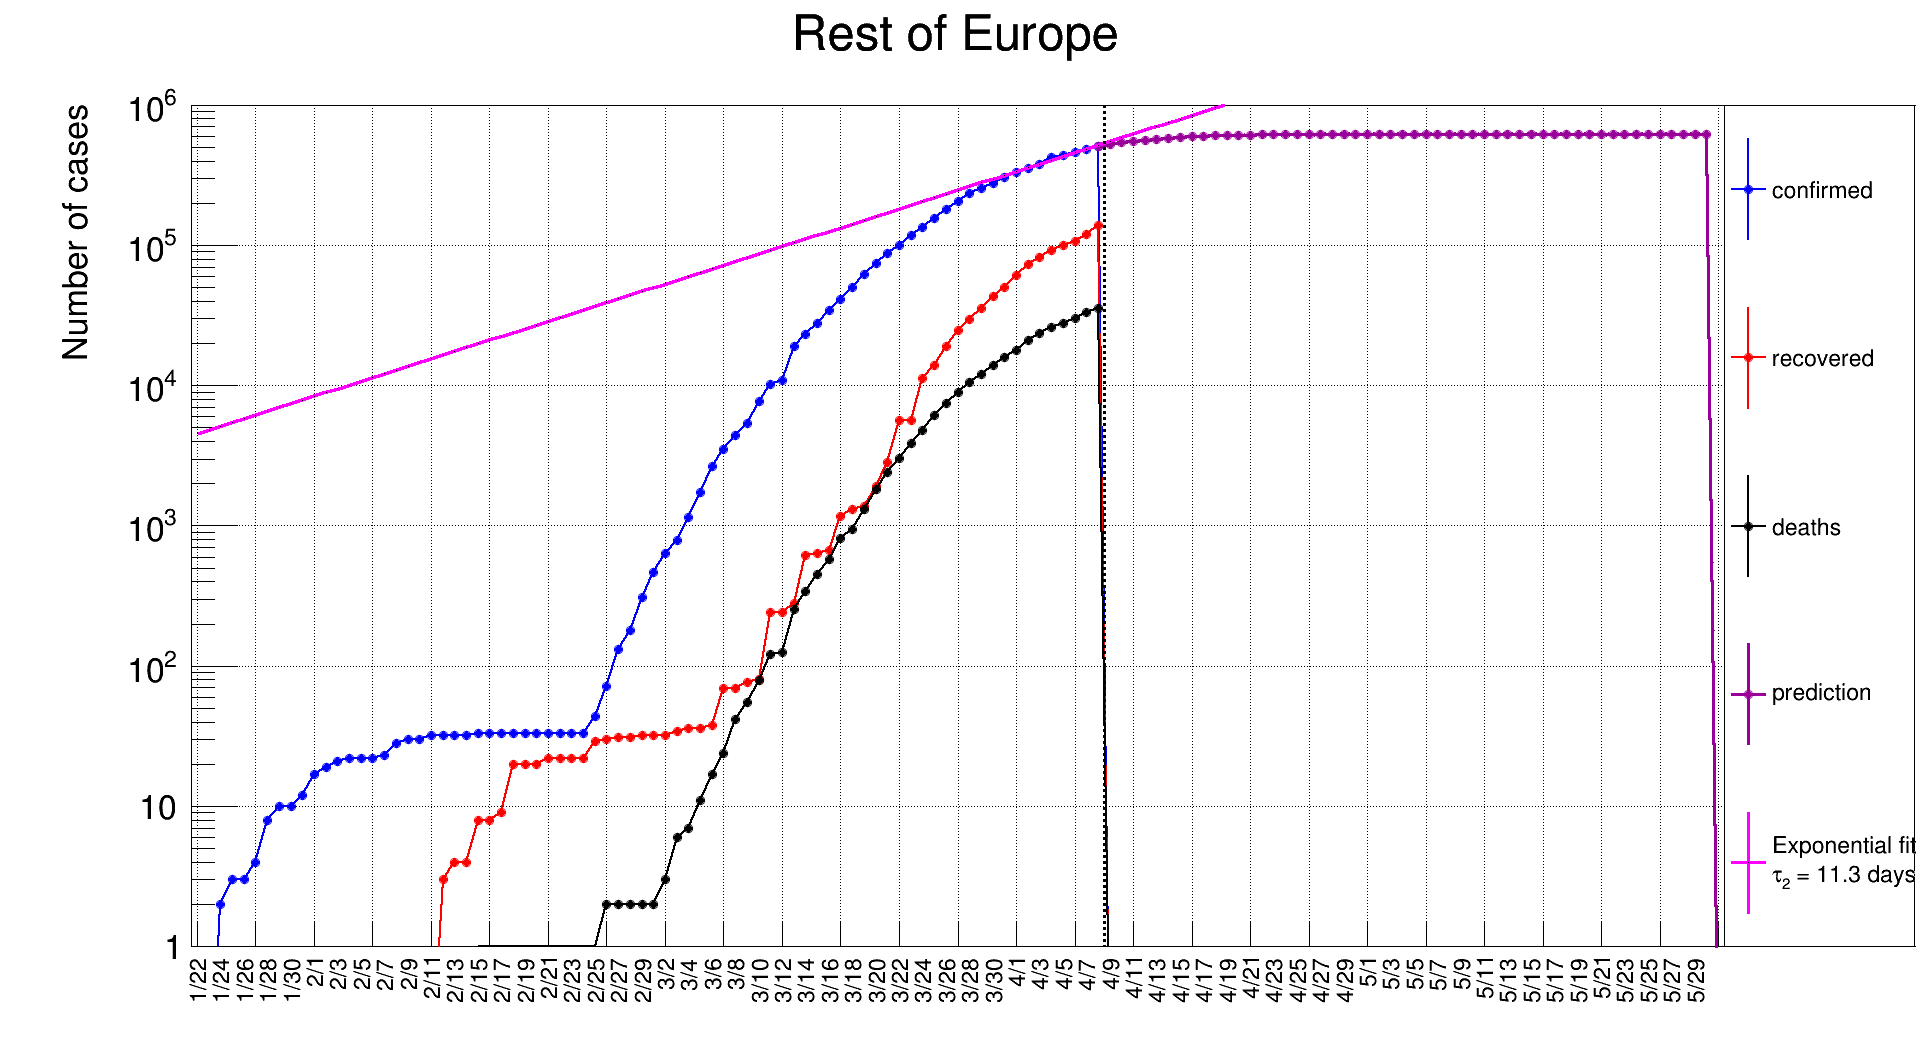 Rest of Europe
Number of cases
10^6
10^5
10^4
10^3
10^2
10
1
1/22 1/24 1/26 1/28 1/30 2/1 2/3 2/5 2/7 2/9 2/11 2/13 2/15 2/17 2/19 2/21 2/23 2/25 2/27 2/29 3/2 3/4 3/6 3/8 3/10 3/12 3/14 3/16 3/18 3/20 3/22 3/24 3/26 3/28 3/30 4/1 4/3 4/5 4/7 4/9 4/11 4/13 4/15 4/17 4/19 4/21 4/23 4/25 4/27 4/29 5/1 5/3 5/5 5/7 5/9 5/11 5/13 5/15 5/17 5/19 5/21 5/23 5/25 5/27 5/29
confirmed
recovered
deaths
prediction
Exponential fit
τ₂ = 11.3 days